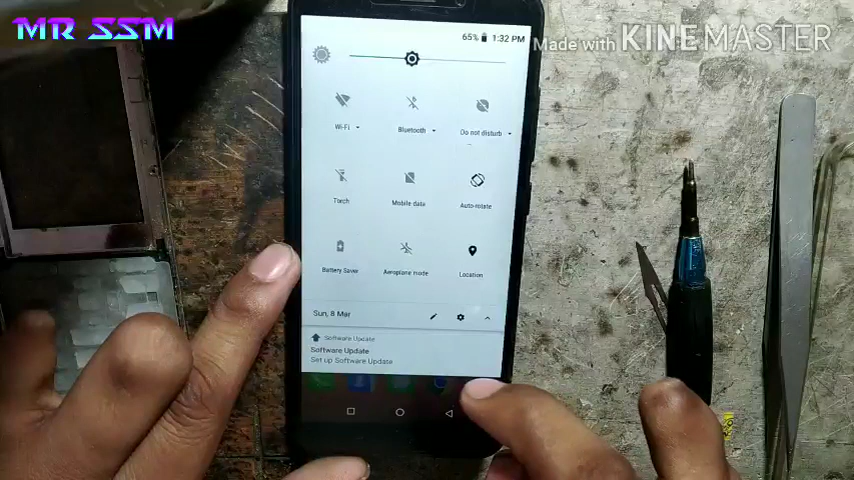 MR SSM
Made with KINEMASTER
65% 1:32 PM
Wi-Fi
Bluetooth
Do not disturb
Torch
Mobile data
Auto-rotate
Battery Saver
Aeroplane mode
Location
Sun, 8 Mar
Software Update
Software Update
Set up Software Update